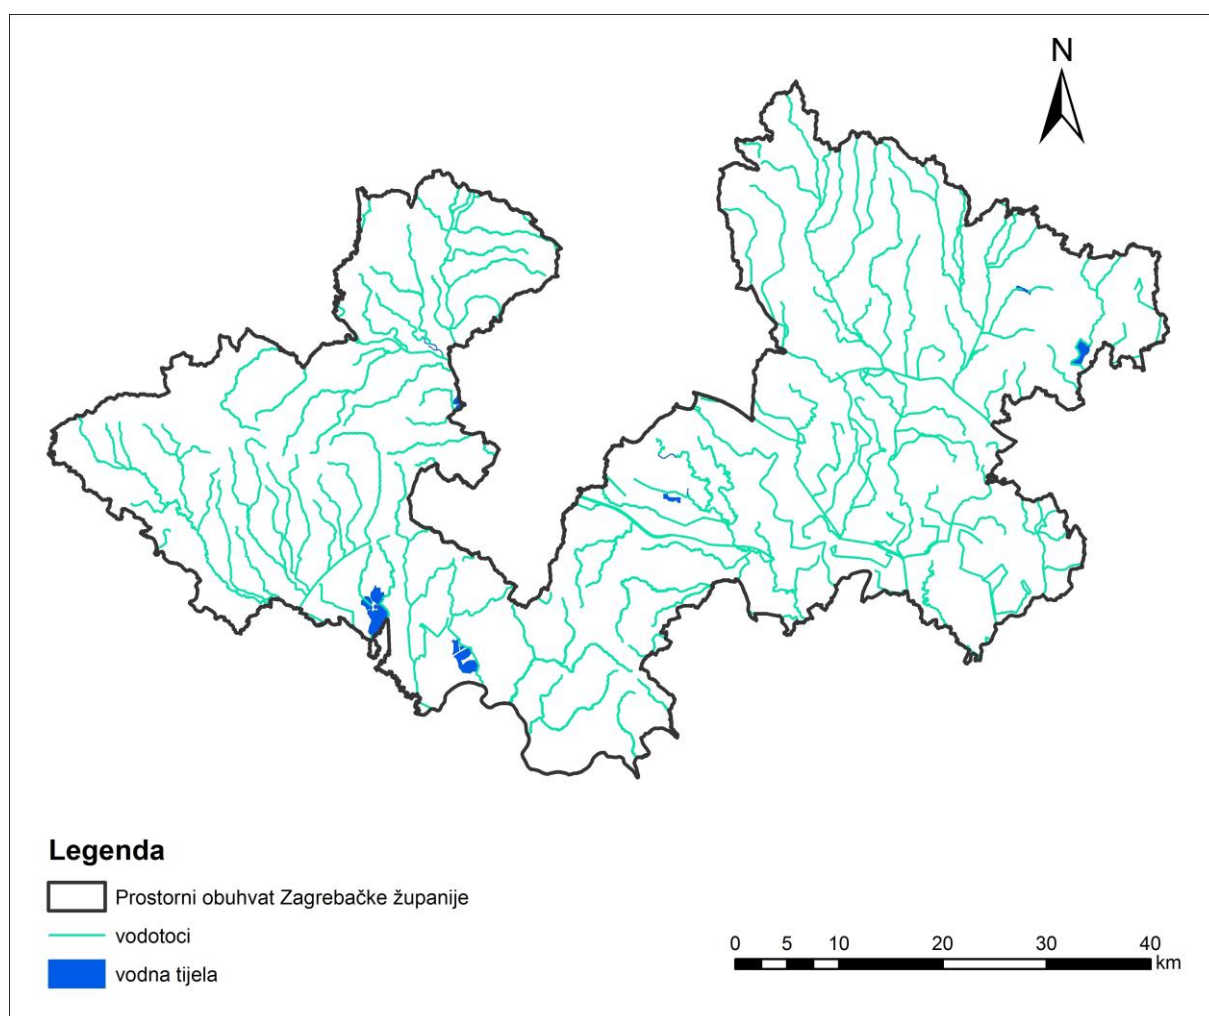 N
Legenda
Prostorni obuhvat Zagrebačke županije
vodotoci
vodna tijela
0 5 10 20 30 40
km